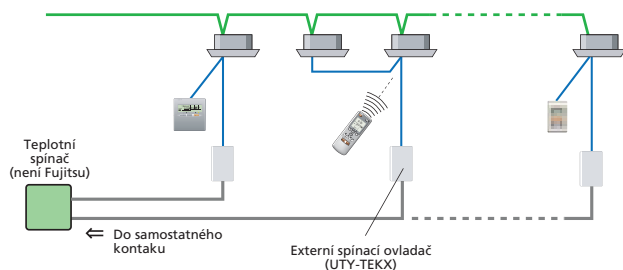 Teplotní
spínač
(není Fujitsu)
⇐ Do samostatného
kontaku
Externí spínací ovladač
(UTY-TEKX)